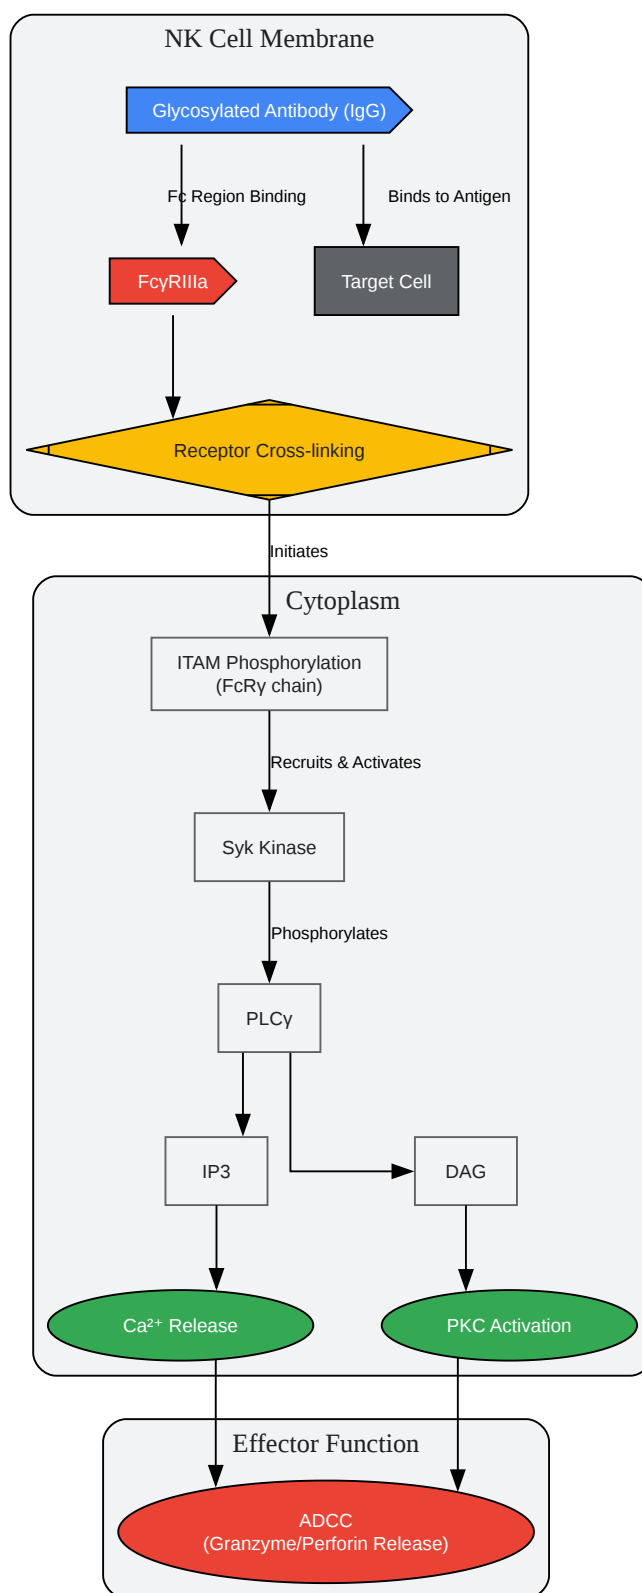 NK Cell Membrane
Glycosylated Antibody (IgG)
Fc Region Binding
Binds to Antigen
FcγRIIIa
Target Cell
Receptor Cross-linking
Initiates
Cytoplasm
ITAM Phosphorylation
(FcRγ chain)
Recruits & Activates
Syk Kinase
Phosphorylates
PLCγ
IP3
DAG
Ca²⁺ Release
PKC Activation
Effector Function
ADCC
(Granzyme/Perforin Release)